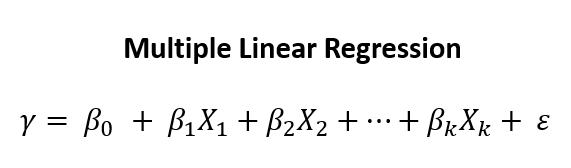 Multiple Linear Regression
γ = β₀ + β₁X₁ + β₂X₂ + ⋯ + βₖXₖ + ε